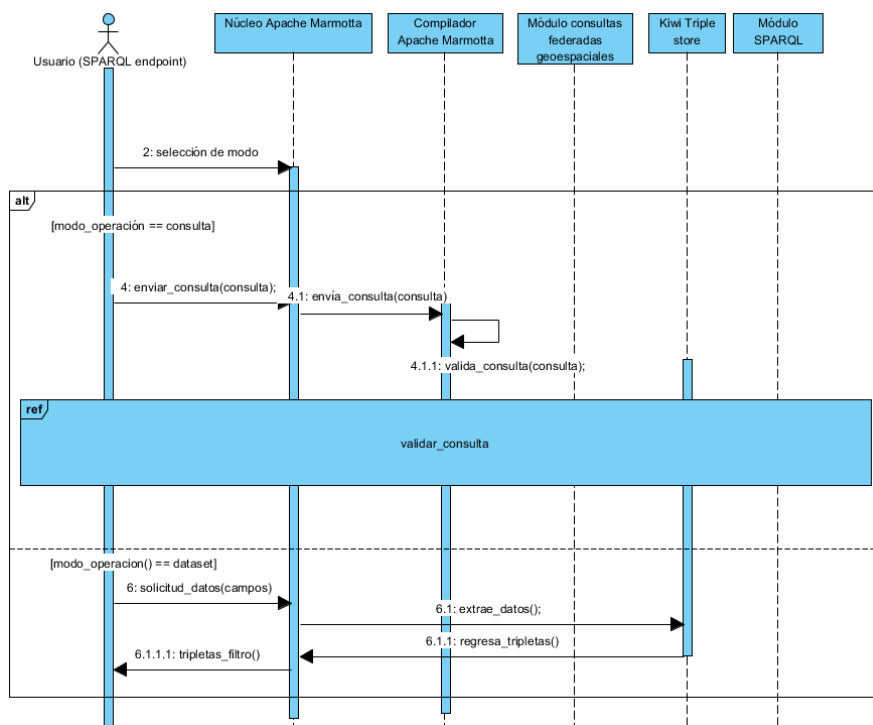 Núcleo Apache Marmotta
Compilador
Apache Marmotta
Módulo consultas
federadas
geoespaciales
Kiwi Triple
store
Módulo
SPARQL
Usuario (SPARQL endpoint)
2: selección de modo
alt
[modo_operación == consulta]
4: enviar_consulta(consulta);
4.1: envía_consulta(consulta)
4.1.1: valida_consulta(consulta);
ref
validar_consulta
[modo_operacion() == dataset]
6: solicitud_datos(campos)
6.1: extrae_datos();
6.1.1: regresa_tripletas()
6.1.1.1: tripletas_filtro()